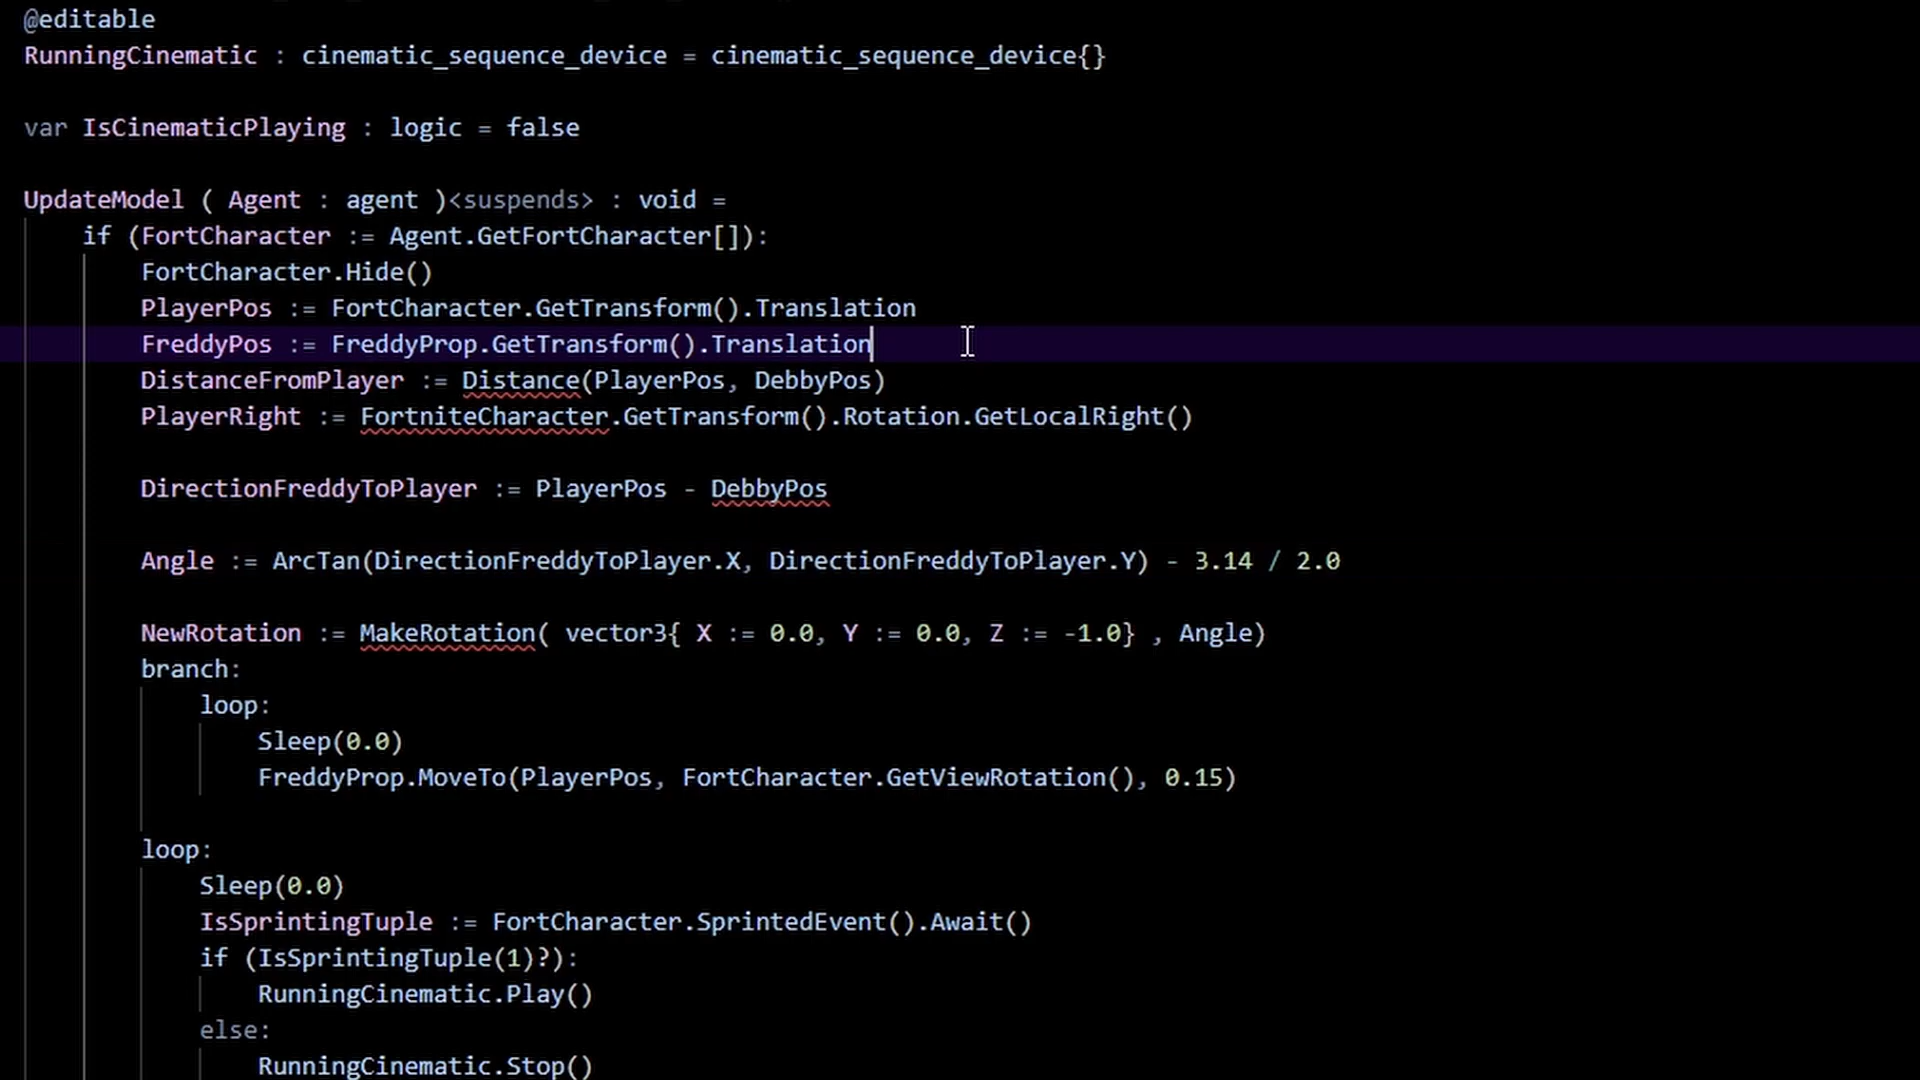 @editable
RunningCinematic : cinematic_sequence_device = cinematic_sequence_device{}
var IsCinematicPlaying : logic = false
UpdateModel ( Agent : agent )<suspends> : void =
if (FortCharacter := Agent.GetFortCharacter[]):
FortCharacter.Hide()
PlayerPos := FortCharacter.GetTransform().Translation
FreddyPos := FreddyProp.GetTransform().Translation
DistanceFromPlayer := Distance(PlayerPos, DebbyPos)
PlayerRight := FortniteCharacter.GetTransform().Rotation.GetLocalRight()
DirectionFreddyToPlayer := PlayerPos - DebbyPos
Angle := ArcTan(DirectionFreddyToPlayer.X, DirectionFreddyToPlayer.Y) - 3.14 / 2.0
NewRotation := MakeRotation( vector3{ X := 0.0, Y := 0.0, Z := -1.0} , Angle)
branch:
loop:
Sleep(0.0)
FreddyProp.MoveTo(PlayerPos, FortCharacter.GetViewRotation(), 0.15)
loop:
Sleep(0.0)
IsSprintingTuple := FortCharacter.SprintedEvent().Await()
if (IsSprintingTuple(1)?):
RunningCinematic.Play()
else:
RunningCinematic.Stop()